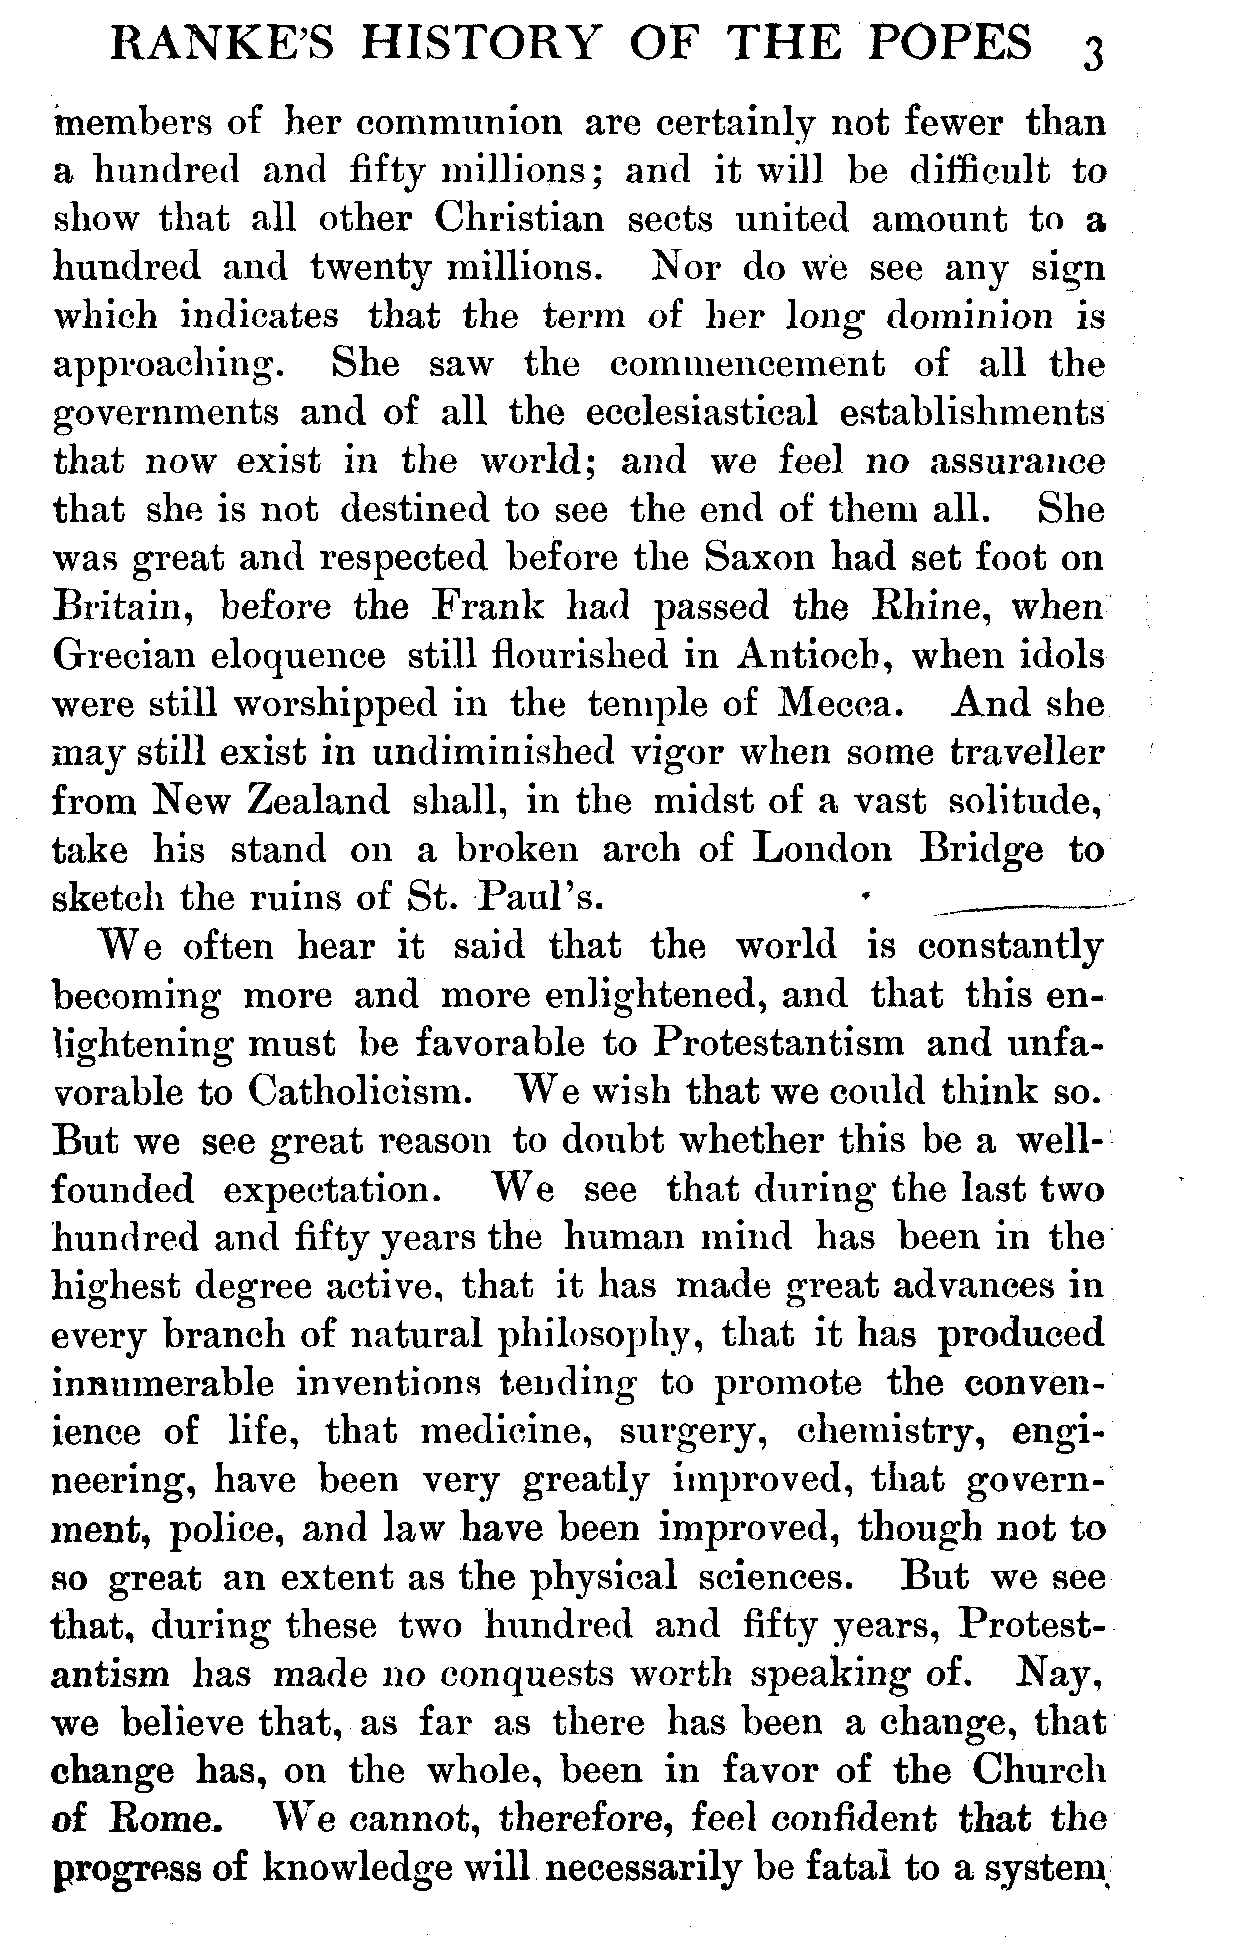 RANKE'S HISTORY OF THE POPES 3
members of her communion are certainly not fewer than
a hundred and fifty millions; and it will be difficult to
show that all other Christian sects united amount to a
hundred and twenty millions. Nor do we see any sign
which indicates that the term of her long dominion is
approaching. She saw the commencement of all the
governments and of all the ecclesiastical establishments
that now exist in the world; and we feel no assurance
that she is not destined to see the end of them all. She
was great and respected before the Saxon had set foot on
Britain, before the Frank had passed the Rhine, when
Grecian eloquence still flourished in Antioch, when idols
were still worshipped in the temple of Mecca. And she
may still exist in undiminished vigor when some traveller
from New Zealand shall, in the midst of a vast solitude,
take his stand on a broken arch of London Bridge to
sketch the ruins of St. Paul's.
We often hear it said that the world is constantly
becoming more and more enlightened, and that this en-
lightening must be favorable to Protestantism and unfa-
vorable to Catholicism. We wish that we could think so.
But we see great reason to doubt whether this be a well-
founded expectation. We see that during the last two
hundred and fifty years the human mind has been in the
highest degree active, that it has made great advances in
every branch of natural philosophy, that it has produced
innumerable inventions tending to promote the conven-
ience of life, that medicine, surgery, chemistry, engi-
neering, have been very greatly improved, that govern-
ment, police, and law have been improved, though not to
so great an extent as the physical sciences. But we see
that, during these two hundred and fifty years, Protest-
antism has made no conquests worth speaking of. Nay,
we believe that, as far as there has been a change, that
change has, on the whole, been in favor of the Church
of Rome. We cannot, therefore, feel confident that the
progress of knowledge will necessarily be fatal to a system